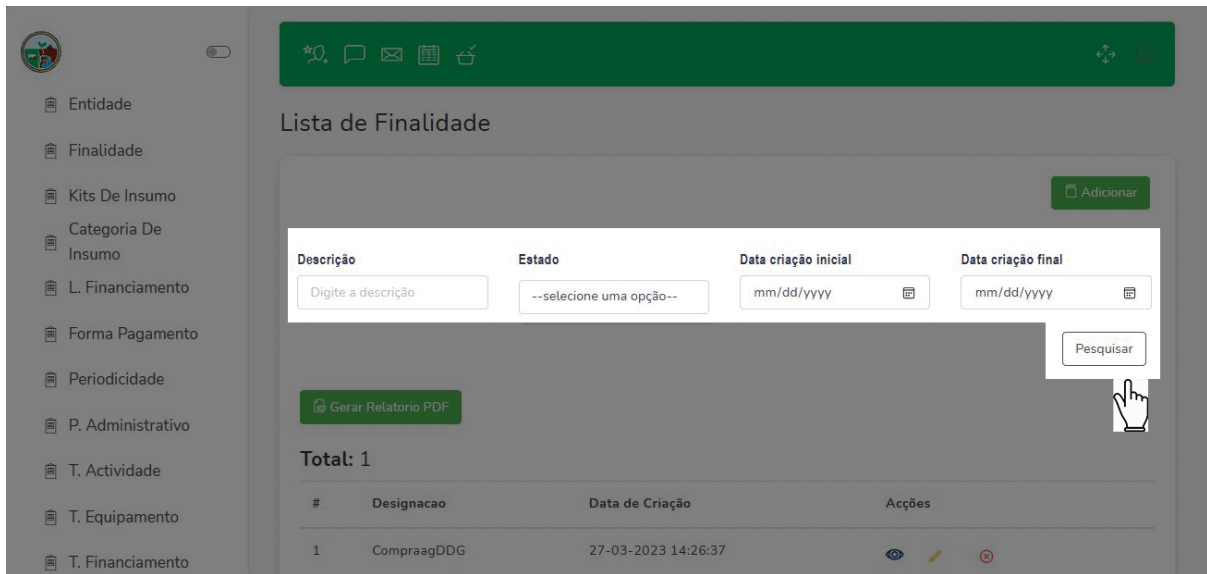 Entidade
Finalidade
Kits De Insumo
Categoria De
Insumo
L. Financiamento
Forma Pagamento
Periodicidade
P. Administrativo
T. Actividade
T. Equipamento
T. Financiamento
Lista de Finalidade
Adicionar
Descrição Estado Data criação inicial Data criação final
Digite a descrição --selecione uma opção-- mm/dd/yyyy mm/dd/yyyy
Pesquisar
Gerar Relatorio PDF
Total: 1
# Designacao Data de Criação Acções
1 CompraagDDG 27-03-2023 14:26:37